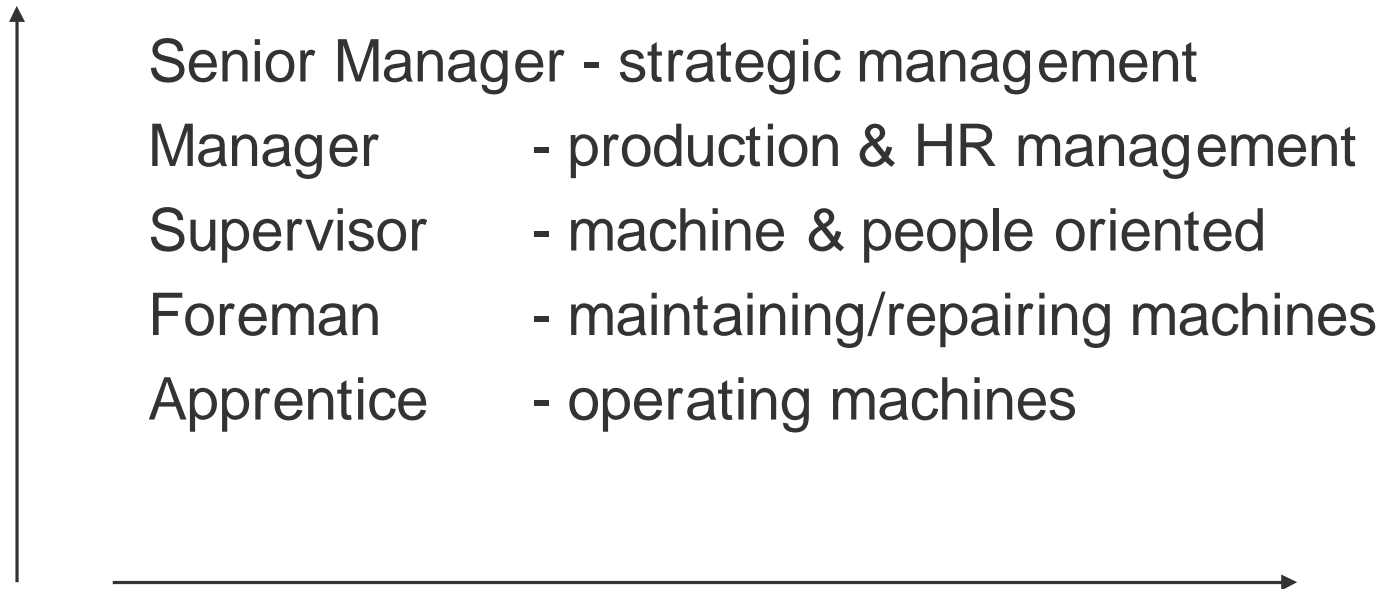 Senior Manager - strategic management
Manager - production & HR management
Supervisor - machine & people oriented
Foreman - maintaining/repairing machines
Apprentice - operating machines